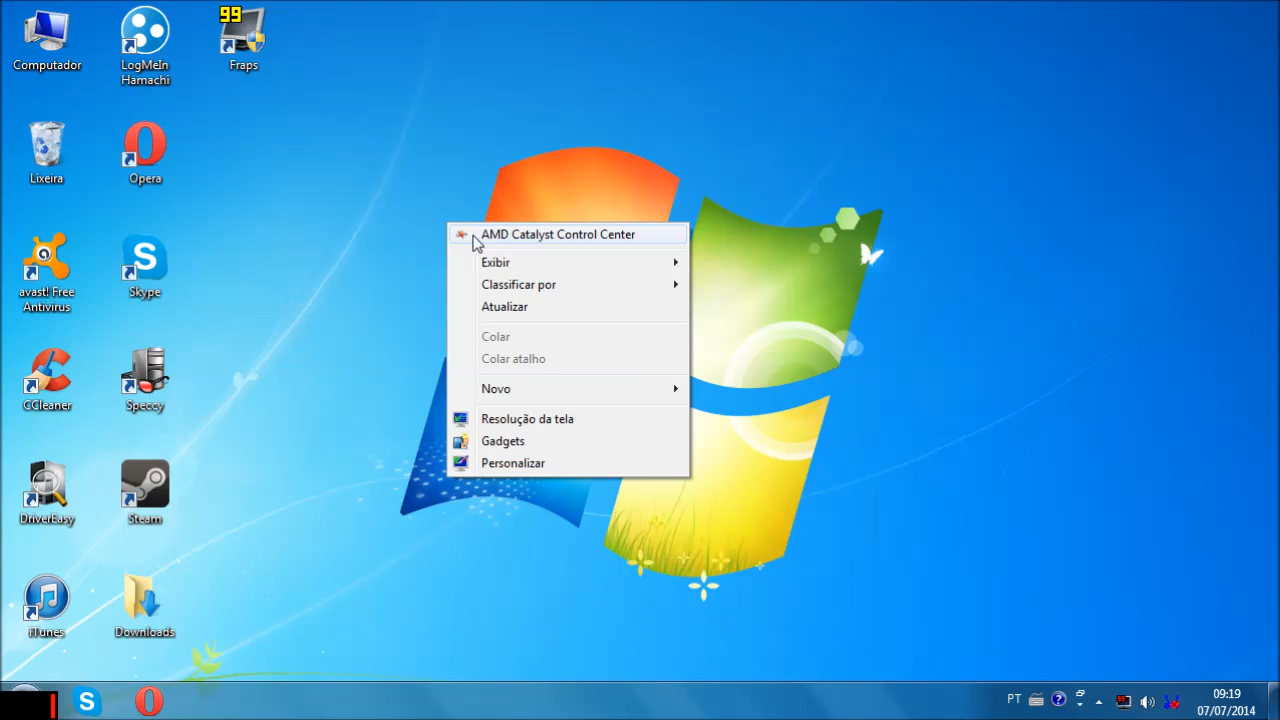 Computador
LogMeIn
Hamachi
99
Fraps
Lixeira
Opera
avast! Free
Antivirus
Skype
CCleaner
Speccy
DriverEasy
Steam
iTunes
Downloads
AMD Catalyst Control Center
Exibir
Classificar por
Atualizar
Colar
Colar atalho
Novo
Resolução da tela
Gadgets
Personalizar
PT
09:19
07/07/2014